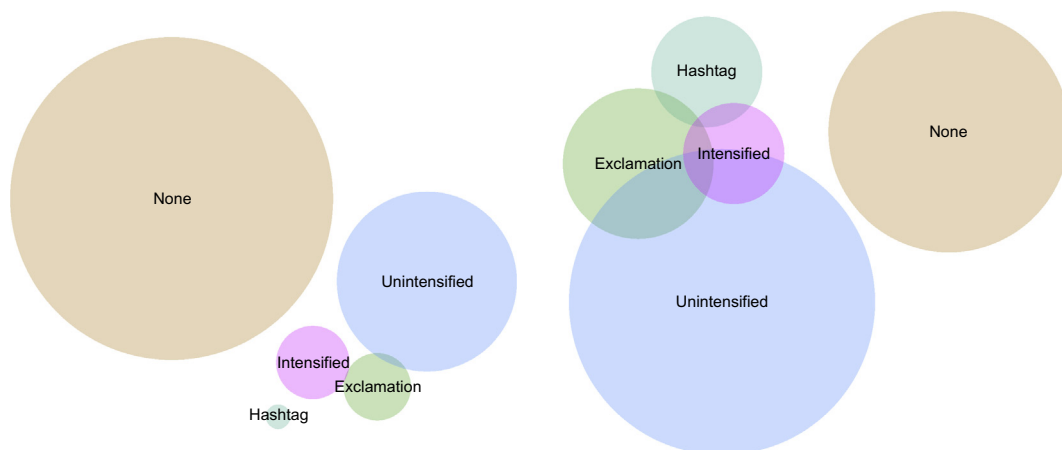 None
Unintensified
Intensified
Exclamation
Hashtag
Hashtag
None
Exclamation
Intensified
Unintensified